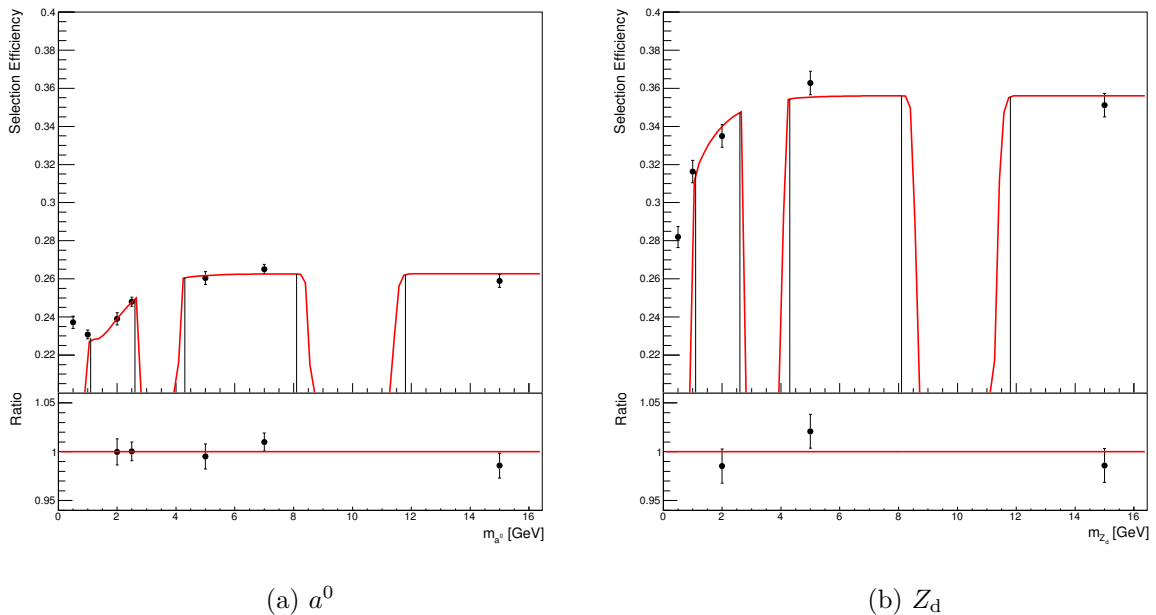 Selection Efficiency
0.4
0.38
0.36
0.34
0.32
0.3
0.28
0.26
0.24
0.22
Ratio
1.05
1
0.95
0 2 4 6 8 10 12 14 16
m_{a^0} [GeV]
(a) a^0
Selection Efficiency
0.4
0.38
0.36
0.34
0.32
0.3
0.28
0.26
0.24
0.22
Ratio
1.05
1
0.95
0 2 4 6 8 10 12 14 16
m_{Z_d} [GeV]
(b) Z_d